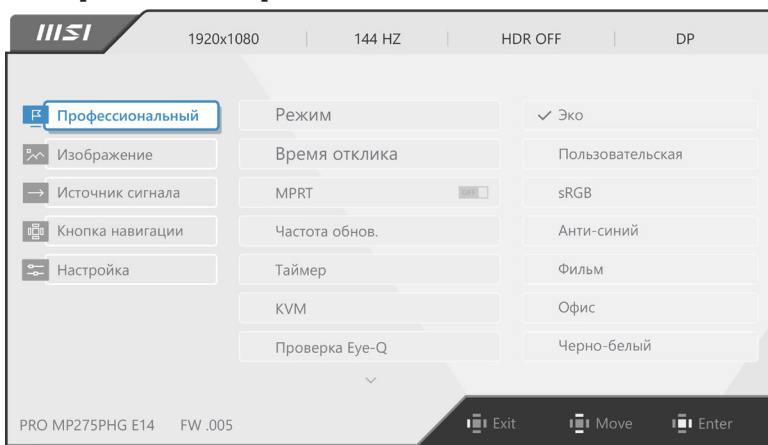 msi 1920x1080 144 HZ HDR OFF DP
Профессиональный Режим Эко
Изображение Время отклика Пользовательская
Источник сигнала MPRT OFF sRGB
Кнопка навигации Частота обнов. Анти-синий
Настройка Таймер Фильм
KVM Офис
Проверка Eye-Q Черно-белый
PRO MP275PHG E14 FW .005 Exit Move Enter